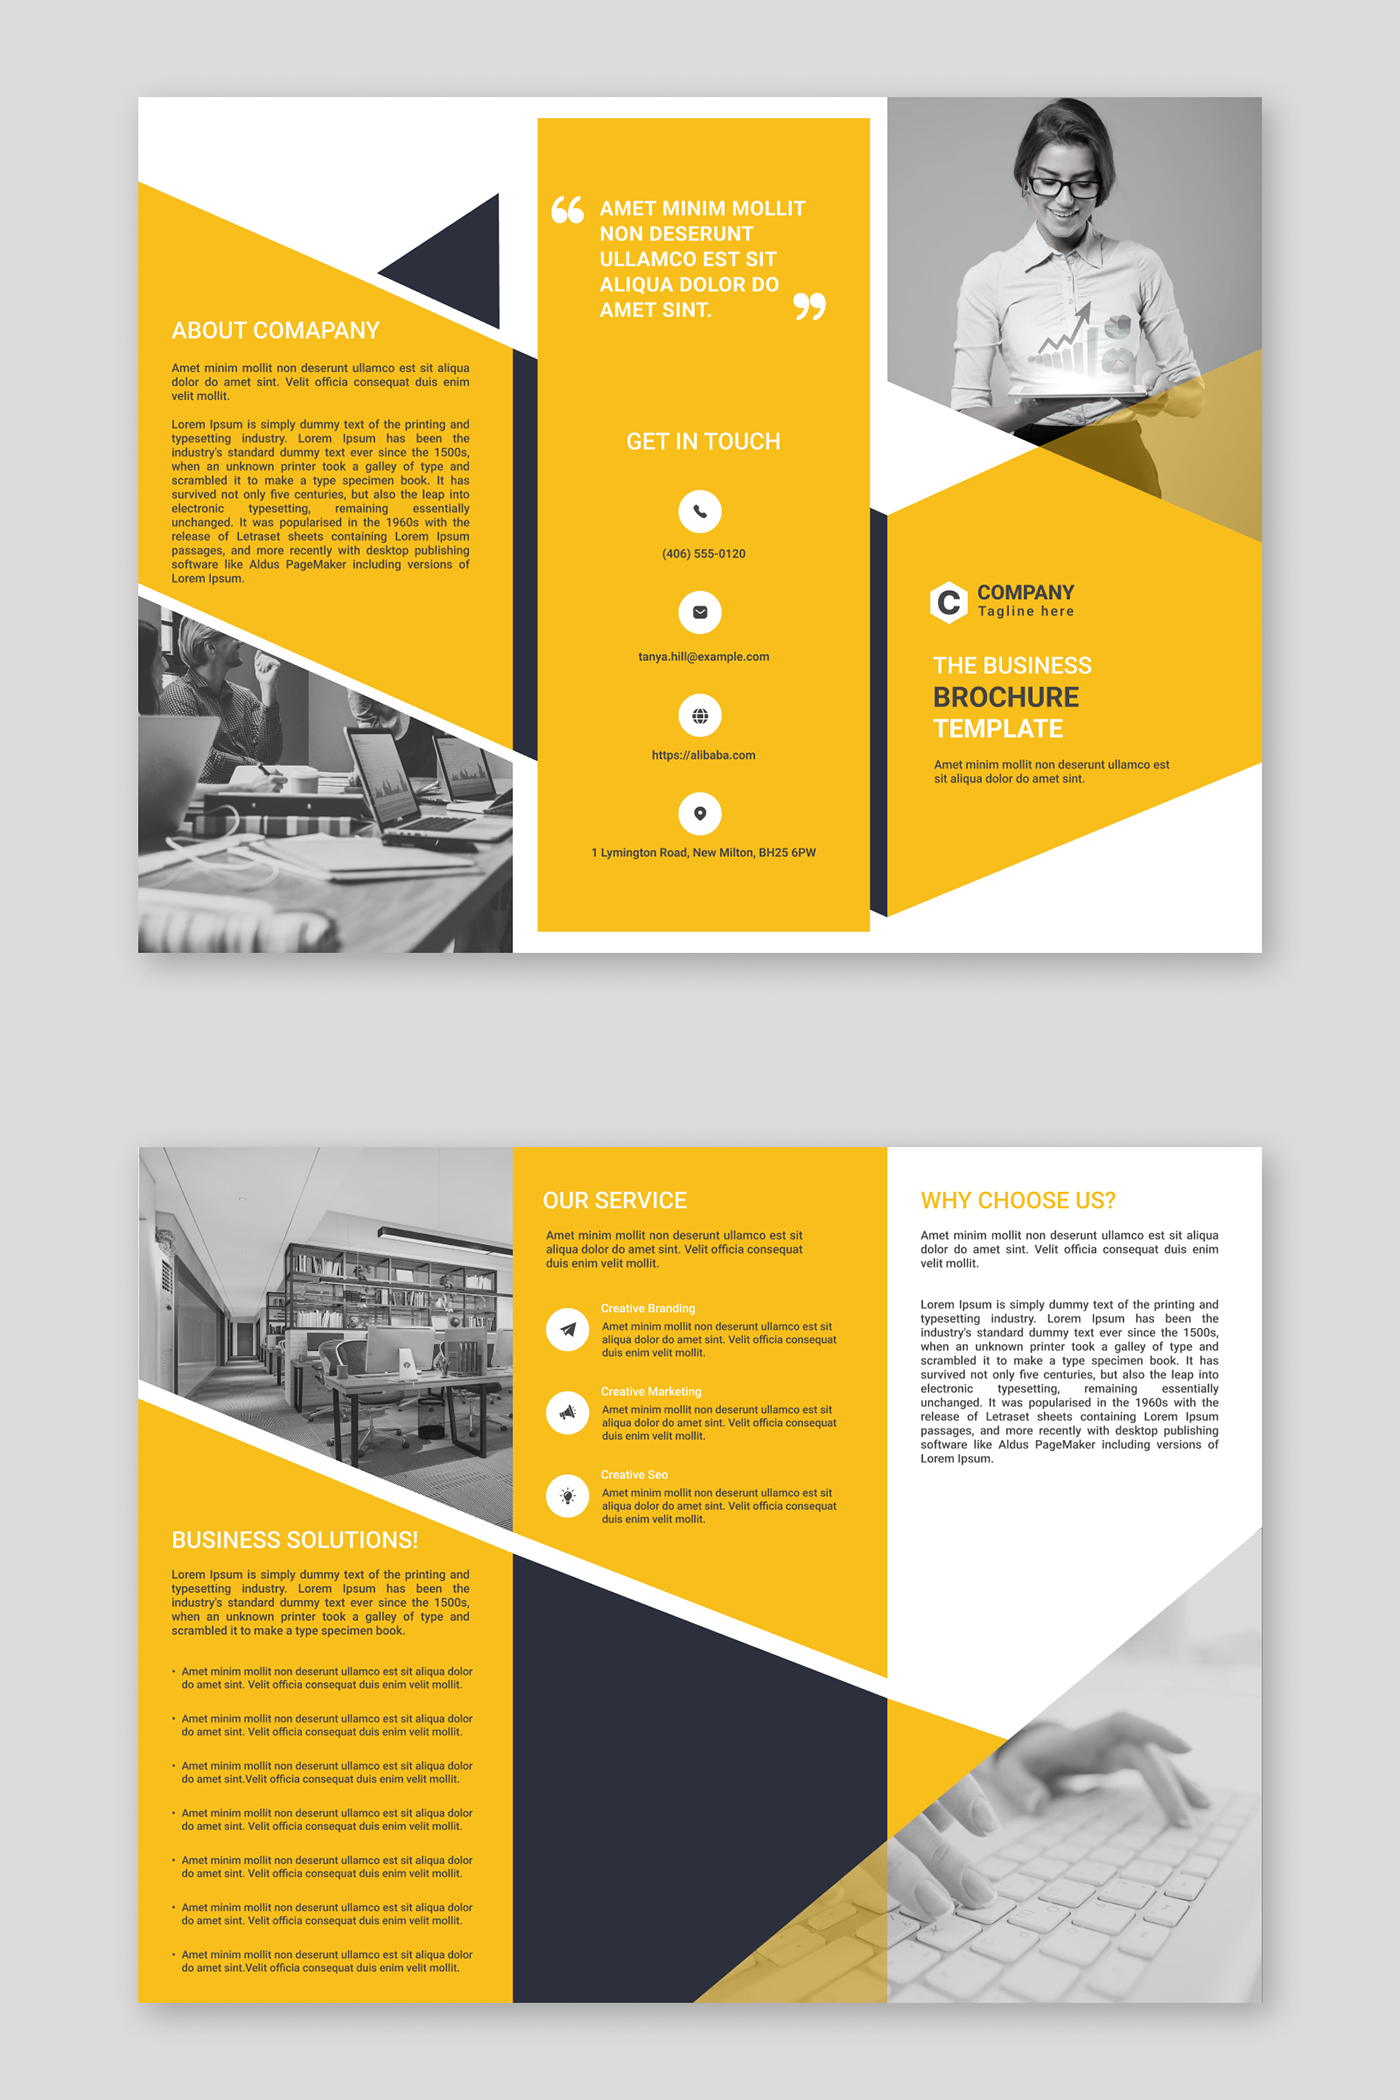 ABOUT COMAPANY
Amet minim mollit non deserunt ullamco est sit aliqua
dolor do amet sint. Velit officia consequat duis enim
velit mollit.
Lorem Ipsum is simply dummy text of the printing and
typesetting industry. Lorem Ipsum has been the
industry's standard dummy text ever since the 1500s,
when an unknown printer took a galley of type and
scrambled it to make a type specimen book. It has
survived not only five centuries, but also the leap into
electronic typesetting, remaining essentially
unchanged. It was popularised in the 1960s with the
release of Letraset sheets containing Lorem Ipsum
passages, and more recently with desktop publishing
software like Aldus PageMaker including versions of
Lorem Ipsum.
“ AMET MINIM MOLLIT
NON DESERUNT
ULLAMCO EST SIT
ALIQUA DOLOR DO
AMET SINT. ”
GET IN TOUCH
(406) 555-0120
tanya.hill@example.com
https://alibaba.com
1 Lymington Road, New Milton, BH25 6PW
C COMPANY
Tagline here
THE BUSINESS
BROCHURE
TEMPLATE
Amet minim mollit non deserunt ullamco est
sit aliqua dolor do amet sint.
BUSINESS SOLUTIONS!
Lorem Ipsum is simply dummy text of the printing and
typesetting industry. Lorem Ipsum has been the
industry's standard dummy text ever since the 1500s,
when an unknown printer took a galley of type and
scrambled it to make a type specimen book.
• Amet minim mollit non deserunt ullamco est sit aliqua dolor
do amet sint. Velit officia consequat duis enim velit mollit.
• Amet minim mollit non deserunt ullamco est sit aliqua dolor
do amet sint. Velit officia consequat duis enim velit mollit.
• Amet minim mollit non deserunt ullamco est sit aliqua dolor
do amet sint.Velit officia consequat duis enim velit mollit.
• Amet minim mollit non deserunt ullamco est sit aliqua dolor
do amet sint. Velit officia consequat duis enim velit mollit.
• Amet minim mollit non deserunt ullamco est sit aliqua dolor
do amet sint. Velit officia consequat duis enim velit mollit.
• Amet minim mollit non deserunt ullamco est sit aliqua dolor
do amet sint. Velit officia consequat duis enim velit mollit.
• Amet minim mollit non deserunt ullamco est sit aliqua dolor
do amet sint.Velit officia consequat duis enim velit mollit.
OUR SERVICE
Amet minim mollit non deserunt ullamco est sit
aliqua dolor do amet sint. Velit officia consequat
duis enim velit mollit.
Creative Branding
Amet minim mollit non deserunt ullamco est sit
aliqua dolor do amet sint. Velit officia consequat
duis enim velit mollit.
Creative Marketing
Amet minim mollit non deserunt ullamco est sit
aliqua dolor do amet sint. Velit officia consequat
duis enim velit mollit.
Creative Seo
Amet minim mollit non deserunt ullamco est sit
aliqua dolor do amet sint. Velit officia consequat
duis enim velit mollit.
WHY CHOOSE US?
Amet minim mollit non deserunt ullamco est sit aliqua
dolor do amet sint. Velit officia consequat duis enim
velit mollit.
Lorem Ipsum is simply dummy text of the printing and
typesetting industry. Lorem Ipsum has been the
industry's standard dummy text ever since the 1500s,
when an unknown printer took a galley of type and
scrambled it to make a type specimen book. It has
survived not only five centuries, but also the leap into
electronic typesetting, remaining essentially
unchanged. It was popularised in the 1960s with the
release of Letraset sheets containing Lorem Ipsum
passages, and more recently with desktop publishing
software like Aldus PageMaker including versions of
Lorem Ipsum.